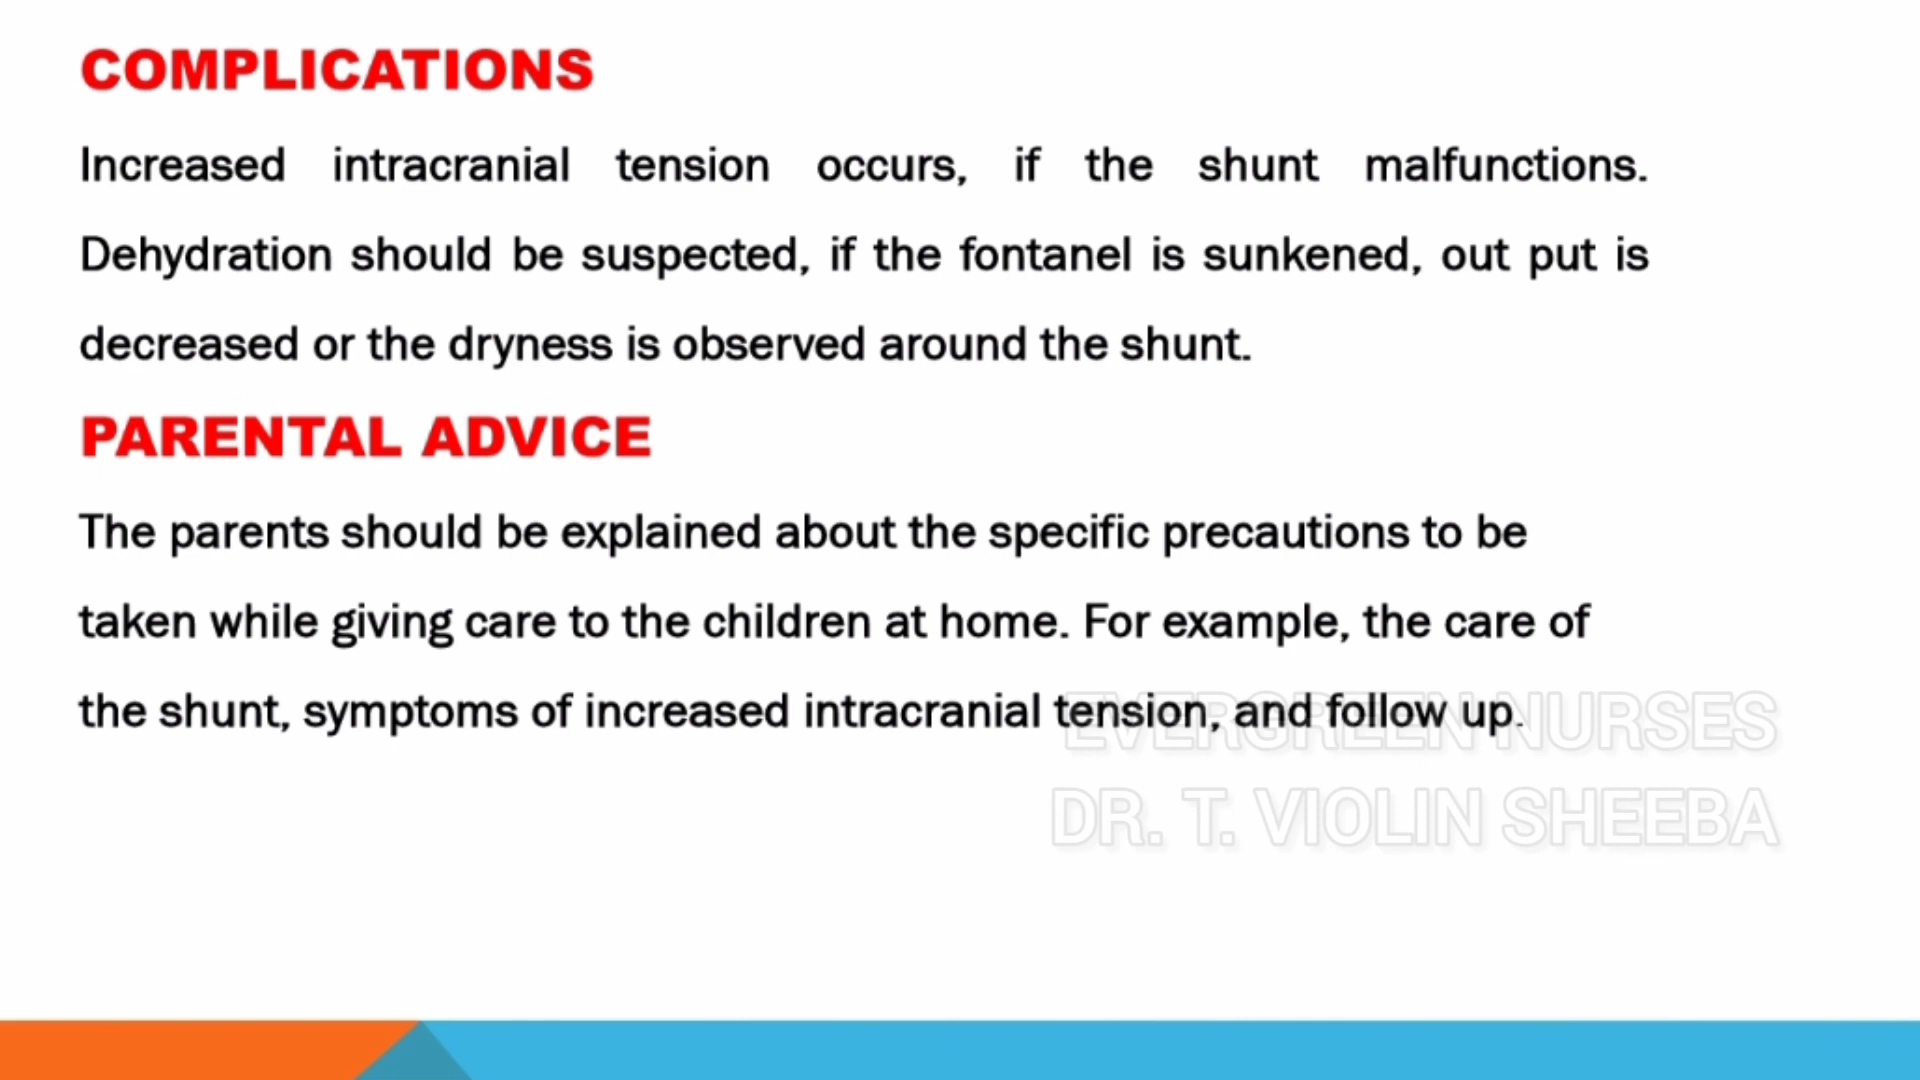 COMPLICATIONS
Increased intracranial tension occurs, if the shunt malfunctions.
Dehydration should be suspected, if the fontanel is sunkened, out put is
decreased or the dryness is observed around the shunt.
PARENTAL ADVICE
The parents should be explained about the specific precautions to be
taken while giving care to the children at home. For example, the care of
the shunt, symptoms of increased intracranial tension, and follow up.
EVERGREEN NURSES
DR. T. VIOLIN SHEEBA